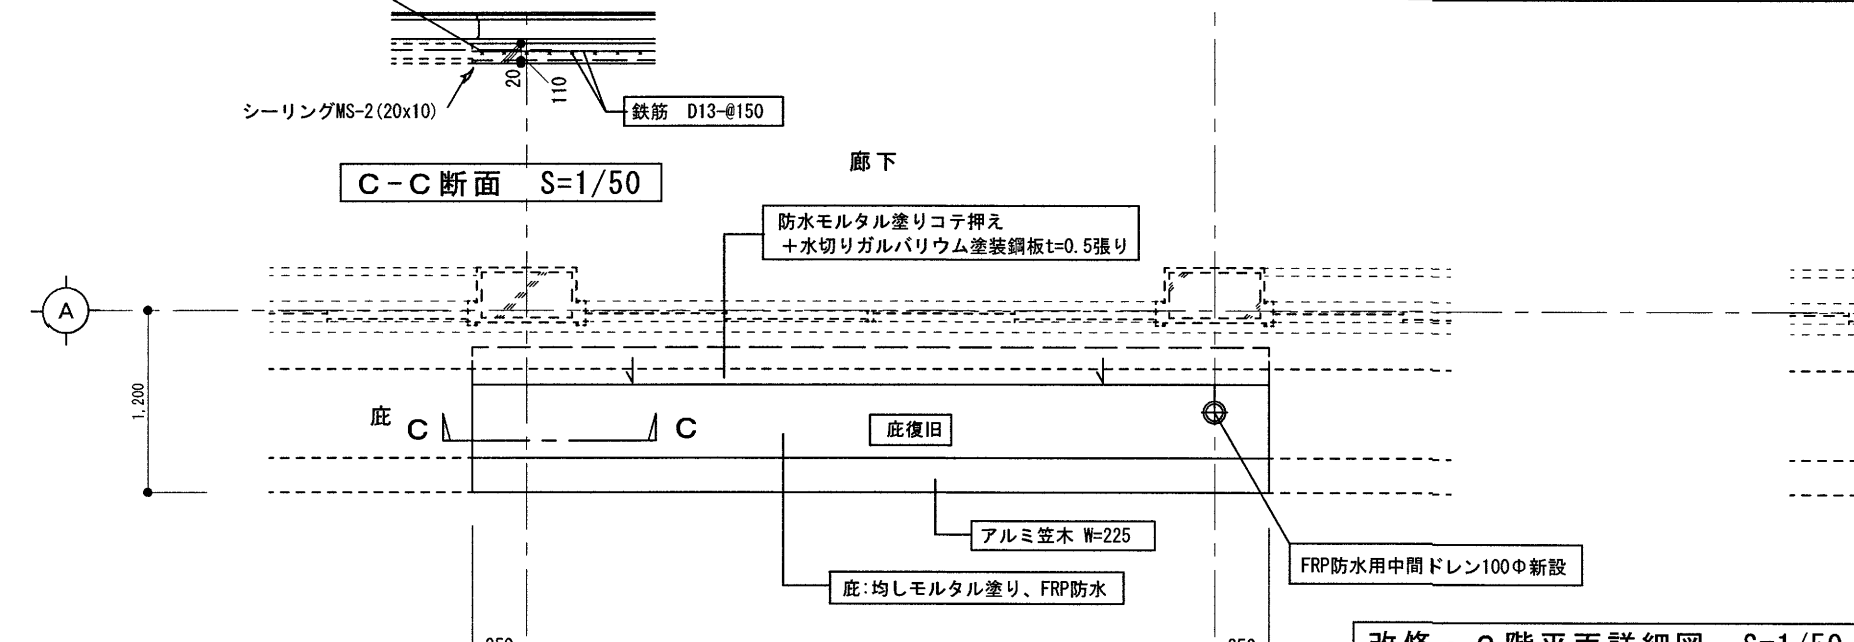 20
110
シーリングMS-2(20x10)
鉄筋 D13-@150
C-C断面 S=1/50
廊下
防水モルタル塗りコテ押え
+水切りガルバリウム塗装鋼板t=0.5張り
A
1,200
庇
C
C
庇復旧
アルミ笠木 W=225
FRP防水用中間ドレン100Φ新設
庇:均しモルタル塗り、FRP防水